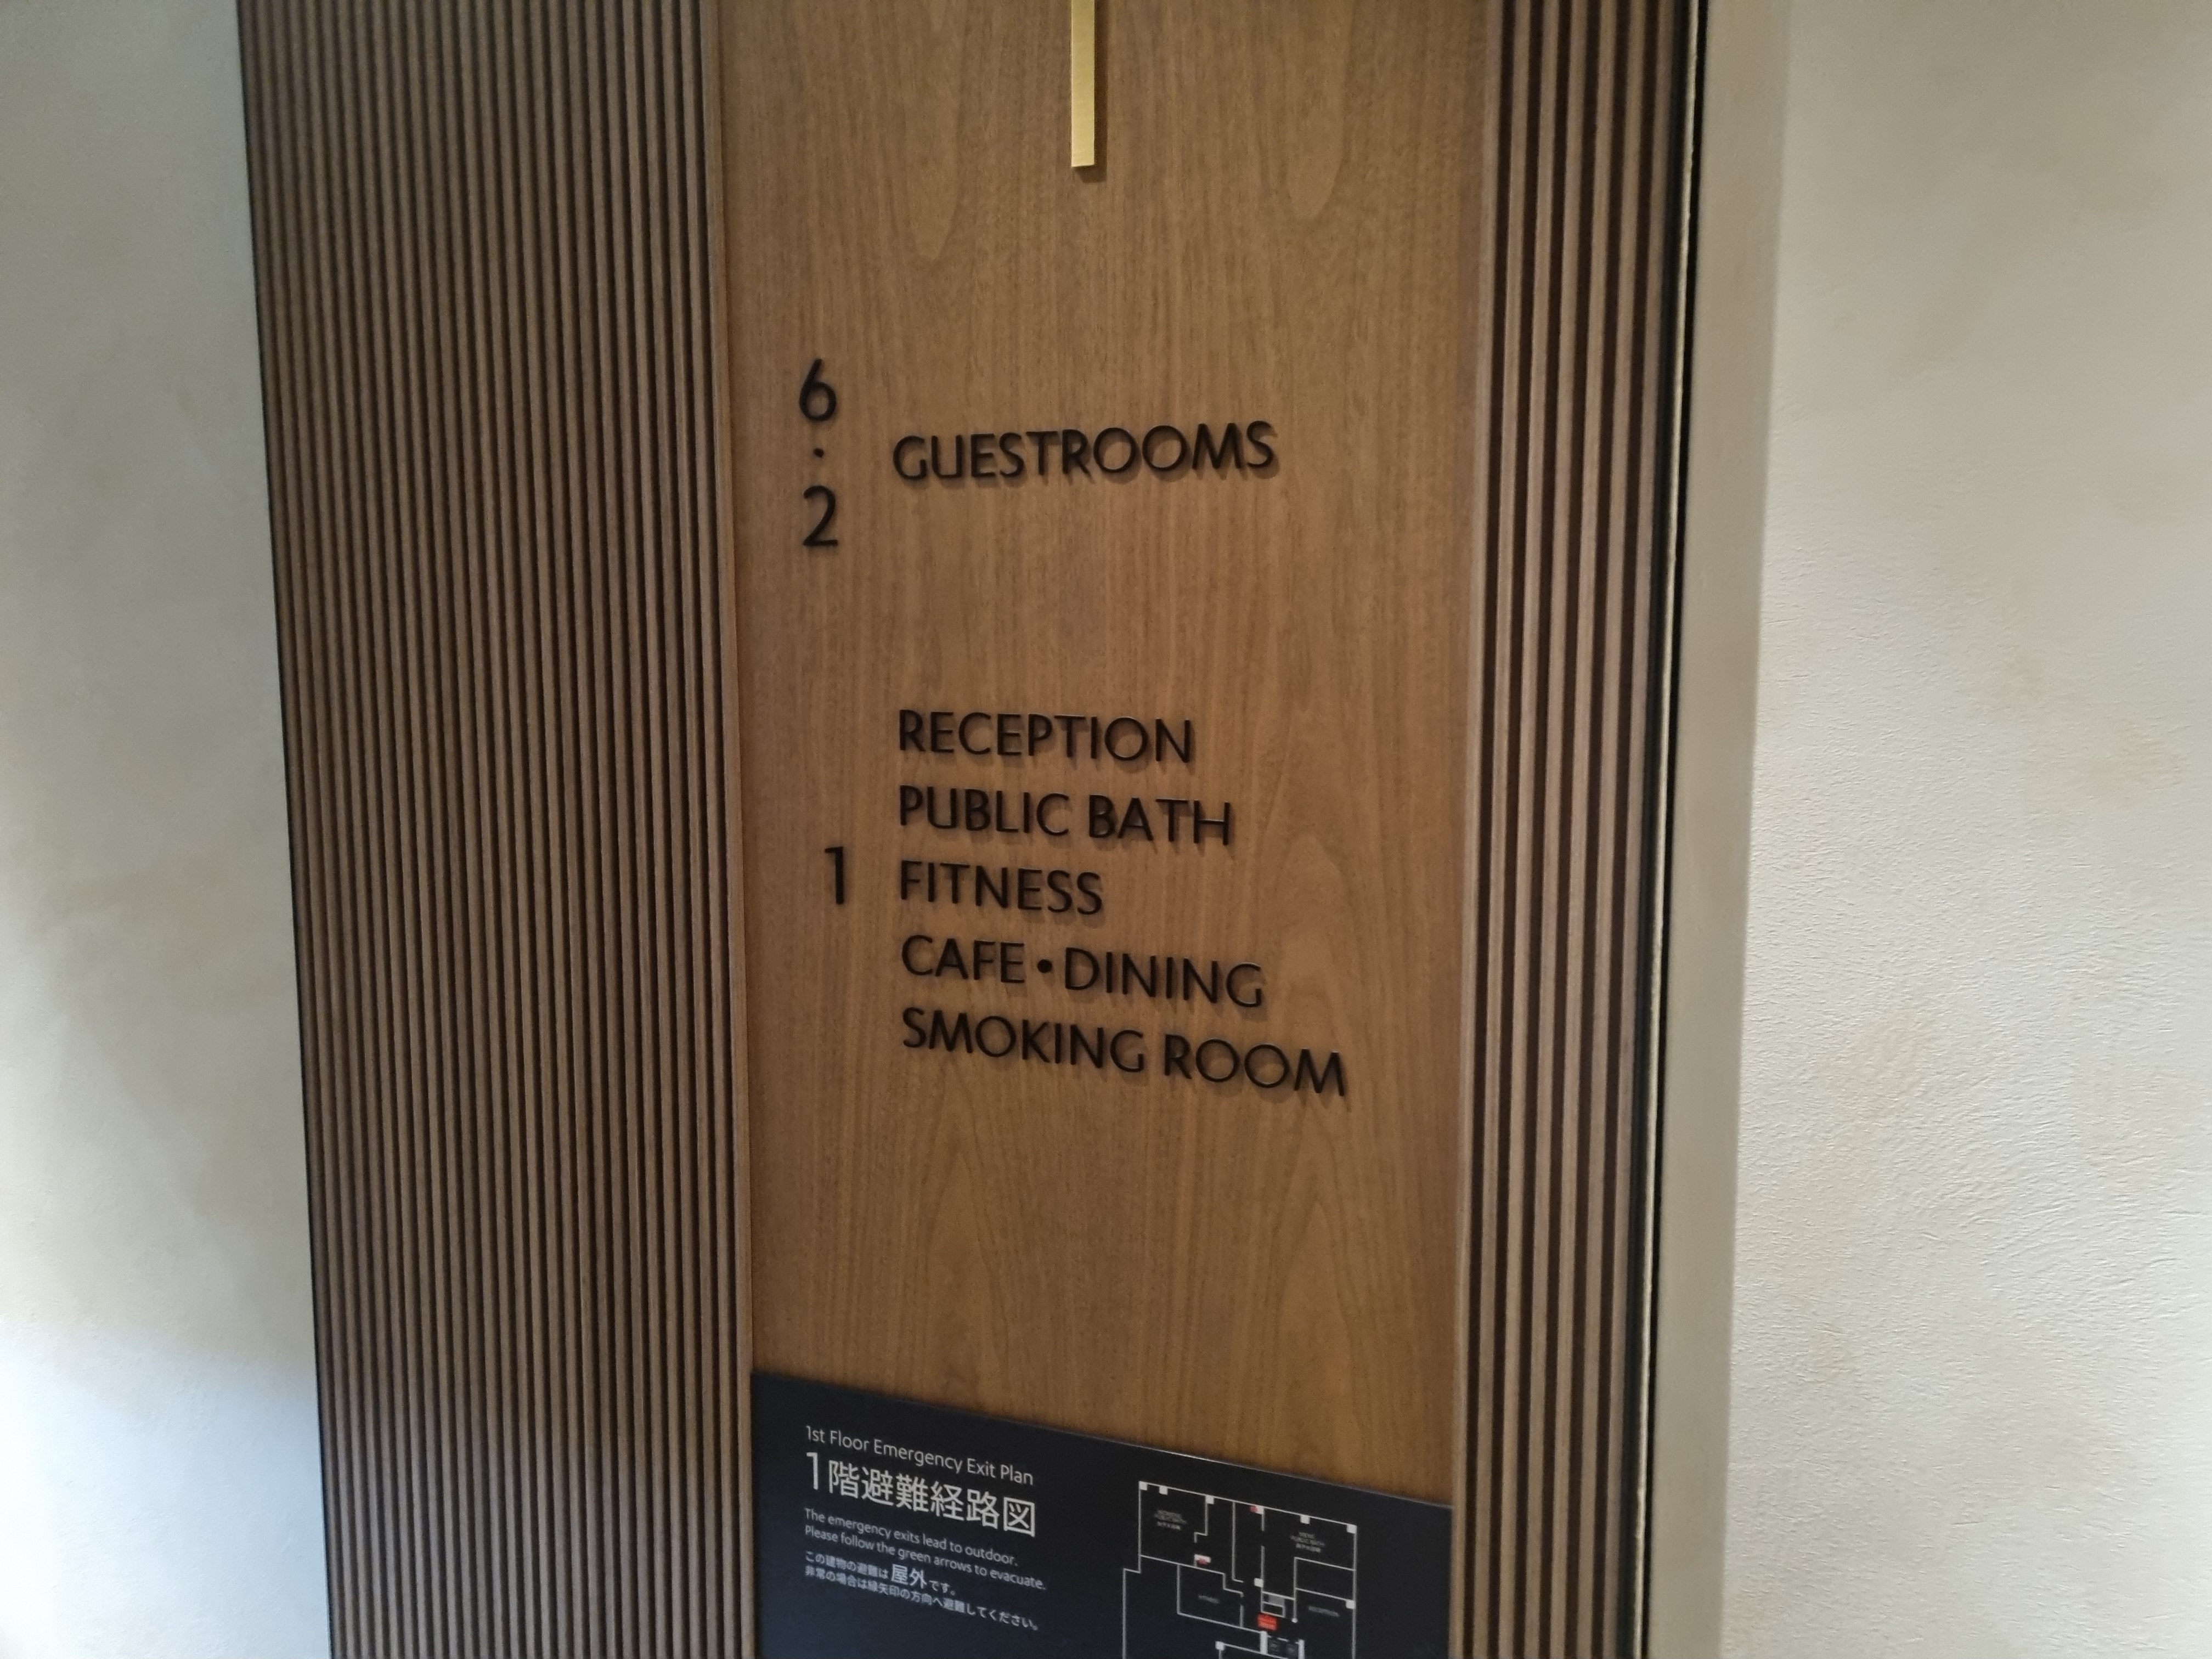 6
·
2
GUESTROOMS
RECEPTION
PUBLIC BATH
1 FITNESS
CAFE・DINING
SMOKING ROOM
1st Floor Emergency Exit Plan
1階避難経路図
The emergency exits lead to outdoor.
Please follow the green arrows to evacuate.
この建物の避難は 屋外 です。
非常の場合は緑矢印の方向へ避難してください。